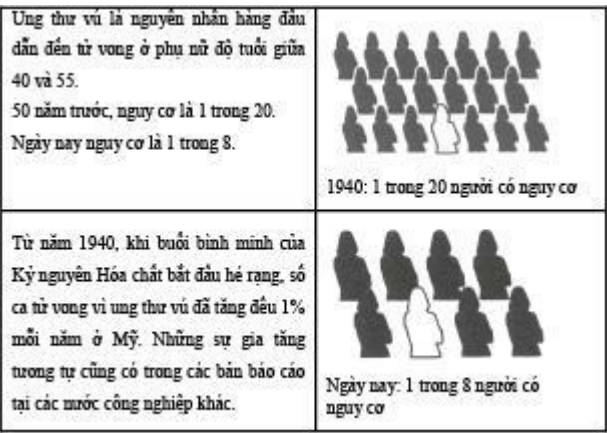 Ung thư vú là nguyên nhân hàng đầu
dẫn đến tử vong ở phụ nữ độ tuổi giữa
40 và 55.
50 năm trước, nguy cơ là 1 trong 20.
Ngày nay nguy cơ là 1 trong 8.
1940: 1 trong 20 người có nguy cơ
Từ năm 1940, khi buổi bình minh của
Kỷ nguyên Hóa chất bắt đầu hé rạng, số
ca tử vong vì ung thư vú đã tăng đều 1%
mỗi năm ở Mỹ. Những sự gia tăng
tương tự cũng có trong các bản báo cáo
tại các nước công nghiệp khác.
Ngày nay: 1 trong 8 người có
nguy cơ